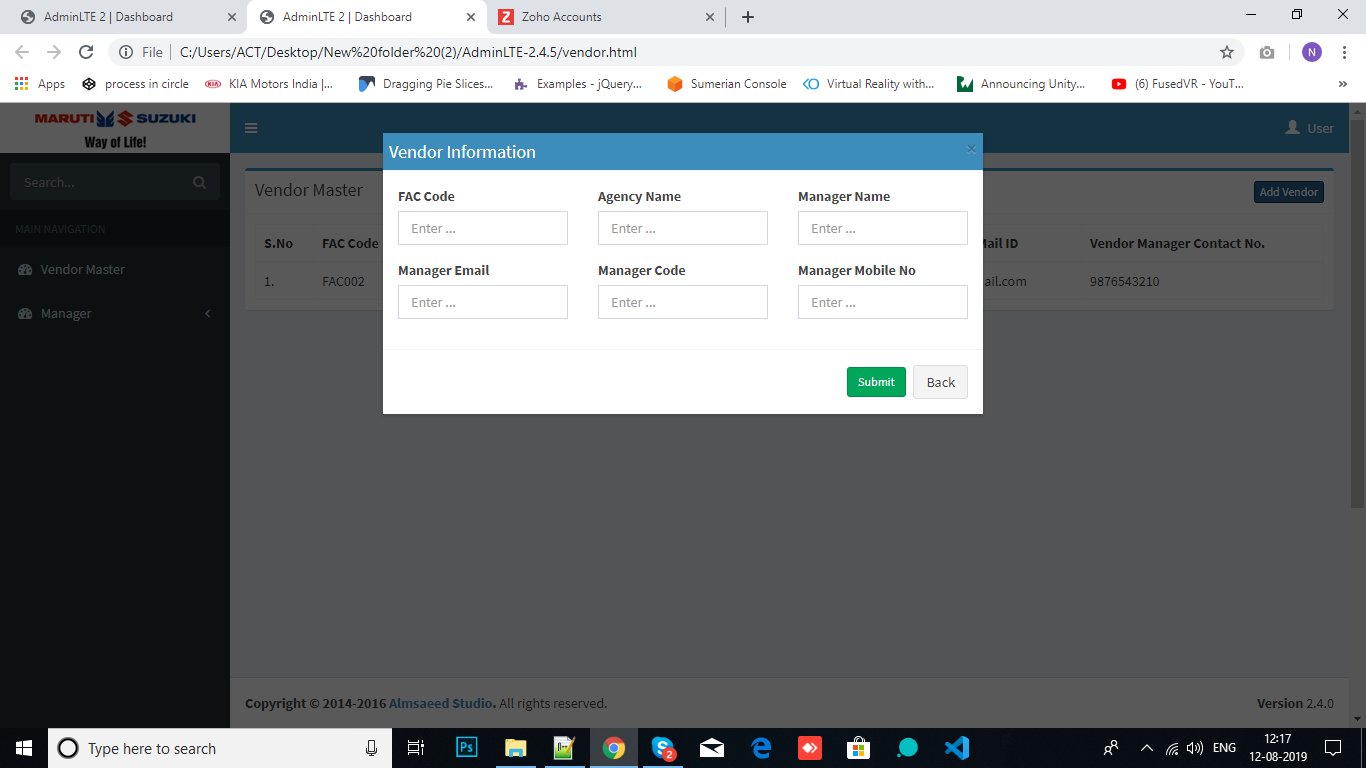 AdminLTE 2 | Dashboard
AdminLTE 2 | Dashboard
Zoho Accounts
File
C:/Users/ACT/Desktop/New%20folder%20(2)/AdminLTE-2.4.5/vendor.html
N
Apps
process in circle
KIA Motors India |...
Dragging Pie Slices...
Examples - jQuery...
Sumerian Console
Virtual Reality with...
Announcing Unity...
(6) FusedVR - YouT...
MARUTI SUZUKI
Way of Life!
User
Search...
MAIN NAVIGATION
Vendor Master
Manager
Vendor Master
Add Vendor
S.No
FAC Code
Mail ID
Vendor Manager Contact No.
1.
FAC002
ail.com
9876543210
Vendor Information
×
FAC Code
Agency Name
Manager Name
Enter ...
Enter ...
Enter ...
Manager Email
Manager Code
Manager Mobile No
Enter ...
Enter ...
Enter ...
Submit
Back
Copyright © 2014-2016 Almsaeed Studio. All rights reserved.
Version 2.4.0
Type here to search
Ps
2
ENG
12:17
12-08-2019